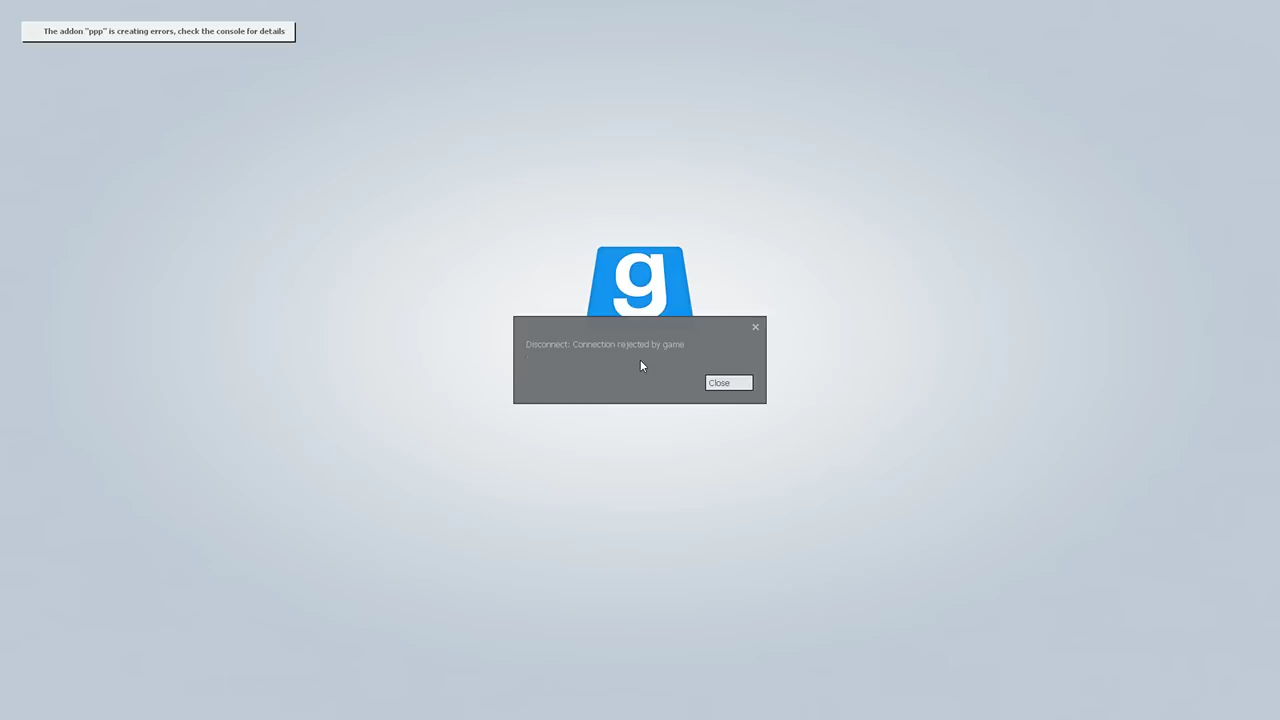 The addon "ppp" is creating errors, check the console for details
g
Disconnect: Connection rejected by game
.
Close